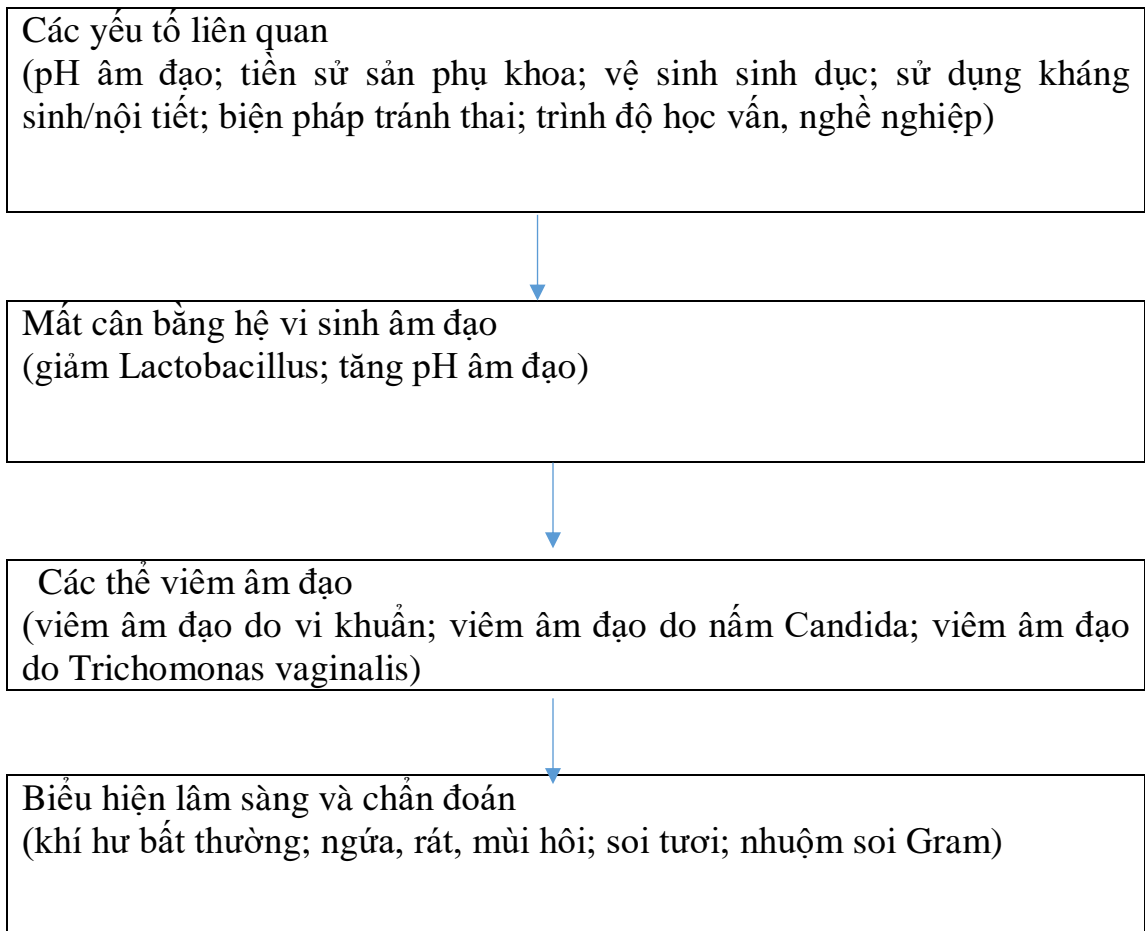 Các yếu tố liên quan
(pH âm đạo; tiền sử sản phụ khoa; vệ sinh sinh dục; sử dụng kháng
sinh/nội tiết; biện pháp tránh thai; trình độ học vấn, nghề nghiệp)
Mất cân bằng hệ vi sinh âm đạo
(giảm Lactobacillus; tăng pH âm đạo)
Các thể viêm âm đạo
(viêm âm đạo do vi khuẩn; viêm âm đạo do nấm Candida; viêm âm đạo
do Trichomonas vaginalis)
Biểu hiện lâm sàng và chẩn đoán
(khí hư bất thường; ngứa, rát, mùi hôi; soi tươi; nhuộm soi Gram)